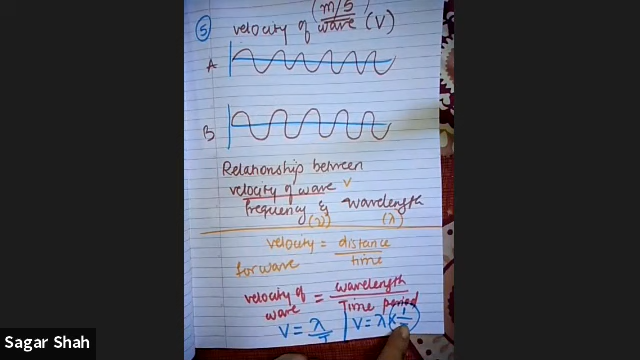 (m/s)
⑤ velocity of wave (V)
A
B
Relationship between
velocity of wave V
frequency & wavelength
(ν) (λ)
velocity = distance
time
for wave
velocity of wave = wavelength
Time period
V = λ/T | V = λ(× 1/
Sagar Shah